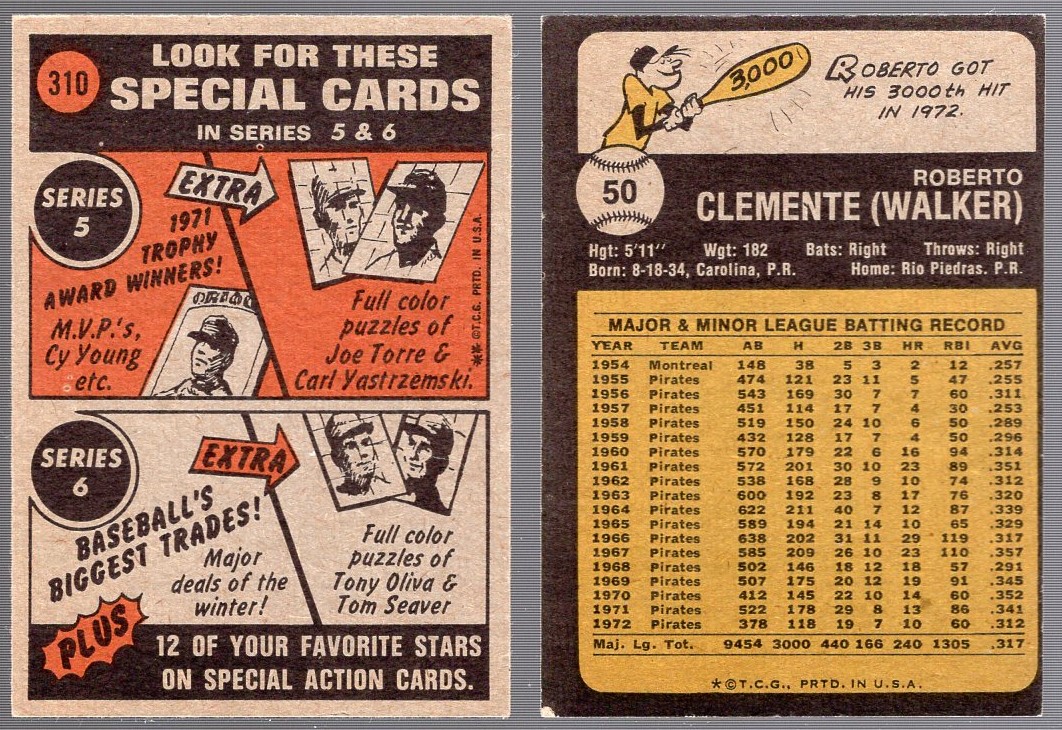 310
LOOK FOR THESE
SPECIAL CARDS
IN SERIES 5 & 6
SERIES
5
EXTRA
1971
TROPHY
AWARD WINNERS!
M.V.P.'s,
Cy Young
etc.
Full color
puzzles of
Joe Torre &
Carl Yastrzemski.
**©T.C.G. PRTD. IN U.S.A.
SERIES
6
EXTRA
BASEBALL'S
BIGGEST TRADES!
Major
deals of the
winter!
Full color
puzzles of
Tony Oliva &
Tom Seaver
PLUS
12 OF YOUR FAVORITE STARS
ON SPECIAL ACTION CARDS.
3,000
ROBERTO GOT
HIS 3000th HIT
IN 1972.
50
ROBERTO
CLEMENTE (WALKER)
Hgt: 5'11" Wgt: 182 Bats: Right Throws: Right
Born: 8-18-34, Carolina, P.R. Home: Rio Piedras. P.R.
MAJOR & MINOR LEAGUE BATTING RECORD
YEAR TEAM AB H 2B 3B HR RBI AVG
1954 Montreal 148 38 5 3 2 12 .257
1955 Pirates 474 121 23 11 5 47 .255
1956 Pirates 543 169 30 7 7 60 .311
1957 Pirates 451 114 17 7 4 30 .253
1958 Pirates 519 150 24 10 6 50 .289
1959 Pirates 432 128 17 7 4 50 .296
1960 Pirates 570 179 22 6 16 94 .314
1961 Pirates 572 201 30 10 23 89 .351
1962 Pirates 538 168 28 9 10 74 .312
1963 Pirates 600 192 23 8 17 76 .320
1964 Pirates 622 211 40 7 12 87 .339
1965 Pirates 589 194 21 14 10 65 .329
1966 Pirates 638 202 31 11 29 119 .317
1967 Pirates 585 209 26 10 23 110 .357
1968 Pirates 502 146 18 12 18 57 .291
1969 Pirates 507 175 20 12 19 91 .345
1970 Pirates 412 145 22 10 14 60 .352
1971 Pirates 522 178 29 8 13 86 .341
1972 Pirates 378 118 19 7 10 60 .312
Maj. Lg. Tot. 9454 3000 440 166 240 1305 .317
*©T.C.G., PRTD. IN U.S.A.